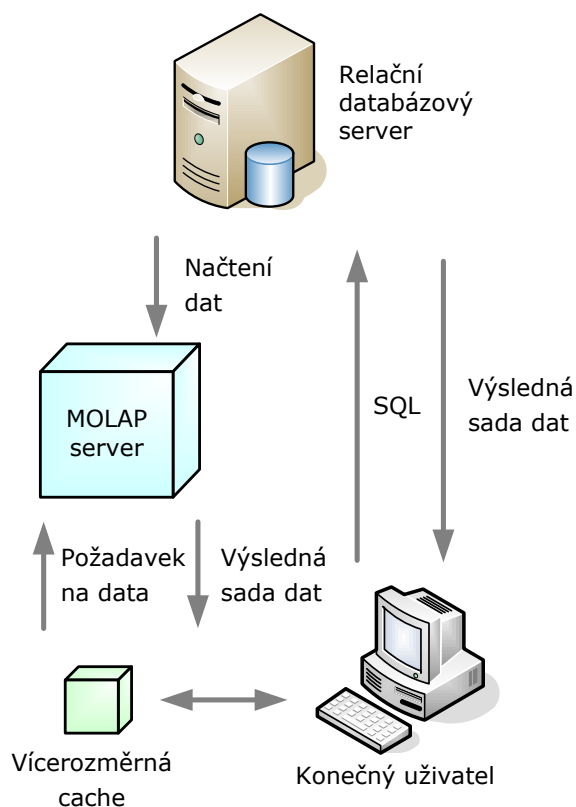 Relační
databázový
server
Načtení
dat
MOLAP
server
SQL
Výsledná
sada dat
Požadavek
na data
Výsledná
sada dat
Vícerozměrná
cache
Konečný uživatel